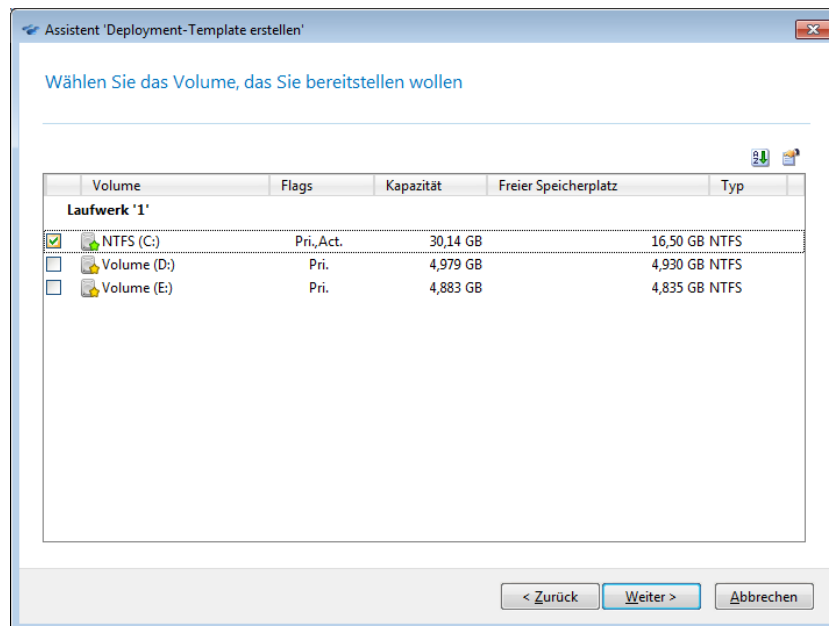 Assistent 'Deployment-Template erstellen'
Wählen Sie das Volume, das Sie bereitstellen wollen
Volume Flags Kapazität Freier Speicherplatz Typ
Laufwerk '1'
NTFS (C:) Pri.,Act. 30,14 GB 16,50 GB NTFS
Volume (D:) Pri. 4,979 GB 4,930 GB NTFS
Volume (E:) Pri. 4,883 GB 4,835 GB NTFS
< Zurück Weiter > Abbrechen